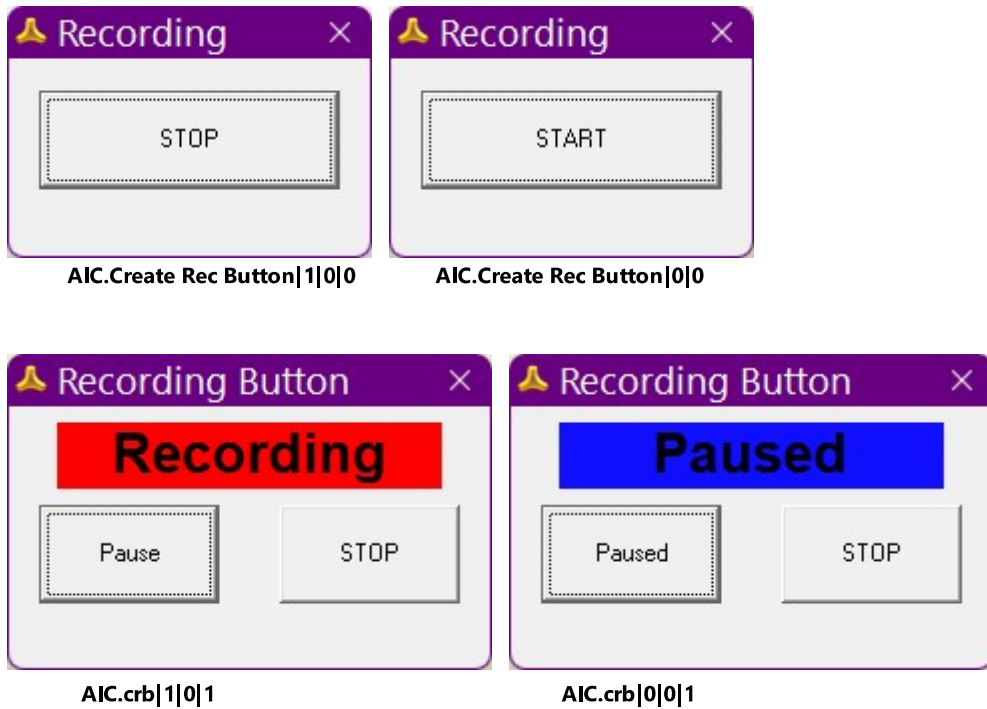 Recording
STOP
AIC.Create Rec Button|1|0|0
Recording
START
AIC.Create Rec Button|0|0
Recording Button
Recording
Pause
STOP
AIC.crb|1|0|1
Recording Button
Paused
Paused
STOP
AIC.crb|0|0|1